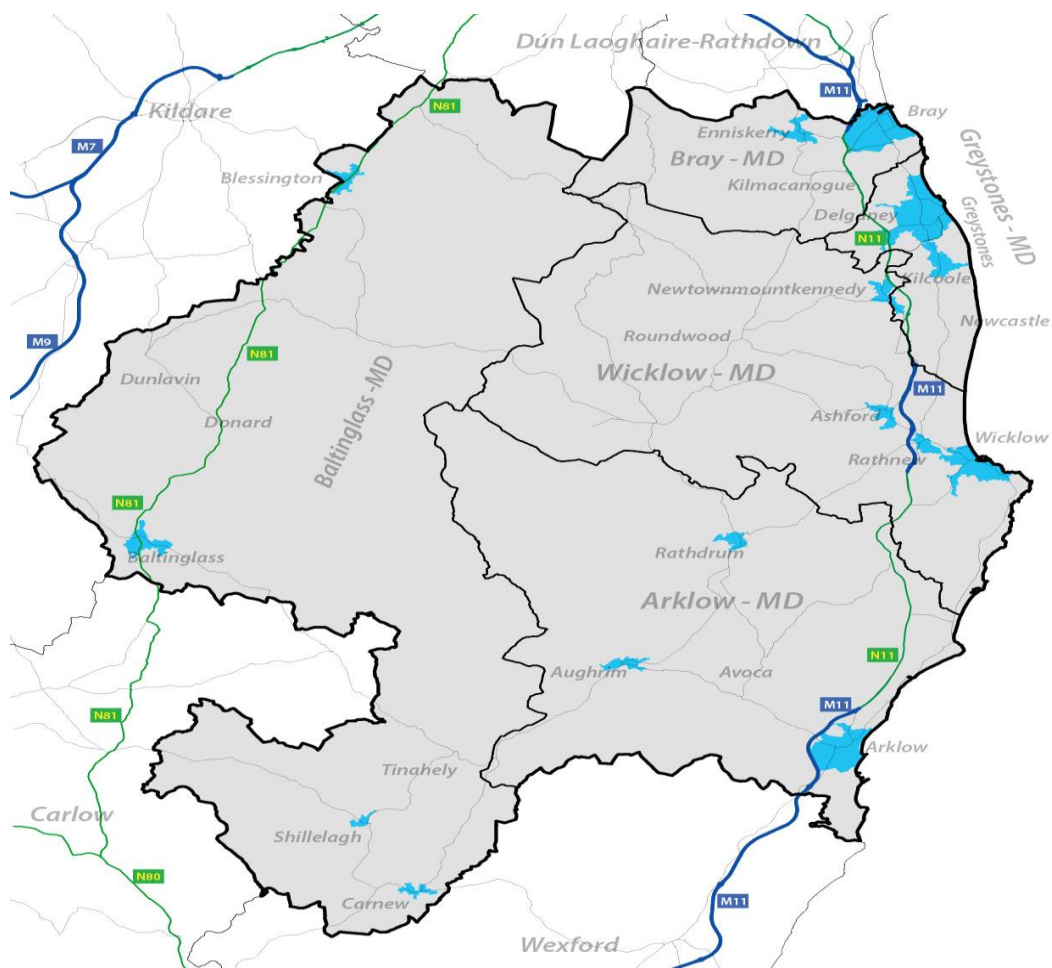 Dún Laoghaire-Rathdown
M11
N81
Kildare
Bray
Enniskerry
M7
Bray - MD
Greystones - MD
Blessington
Kilmacanogue
Greystones
Delganey
N11
Kilcoole
Newtownmountkennedy
Newcastle
Roundwood
M9
N81
Wicklow - MD
Dunlavin
M11
Baltinglass -MD
Ashford
Donard
Wicklow
Rathnew
N81
Baltinglass
Rathdrum
Arklow - MD
N11
Aughrim
Avoca
M11
N81
Arklow
Tinahely
Carlow
Shillelagh
N80
Carnew
M11
Wexford